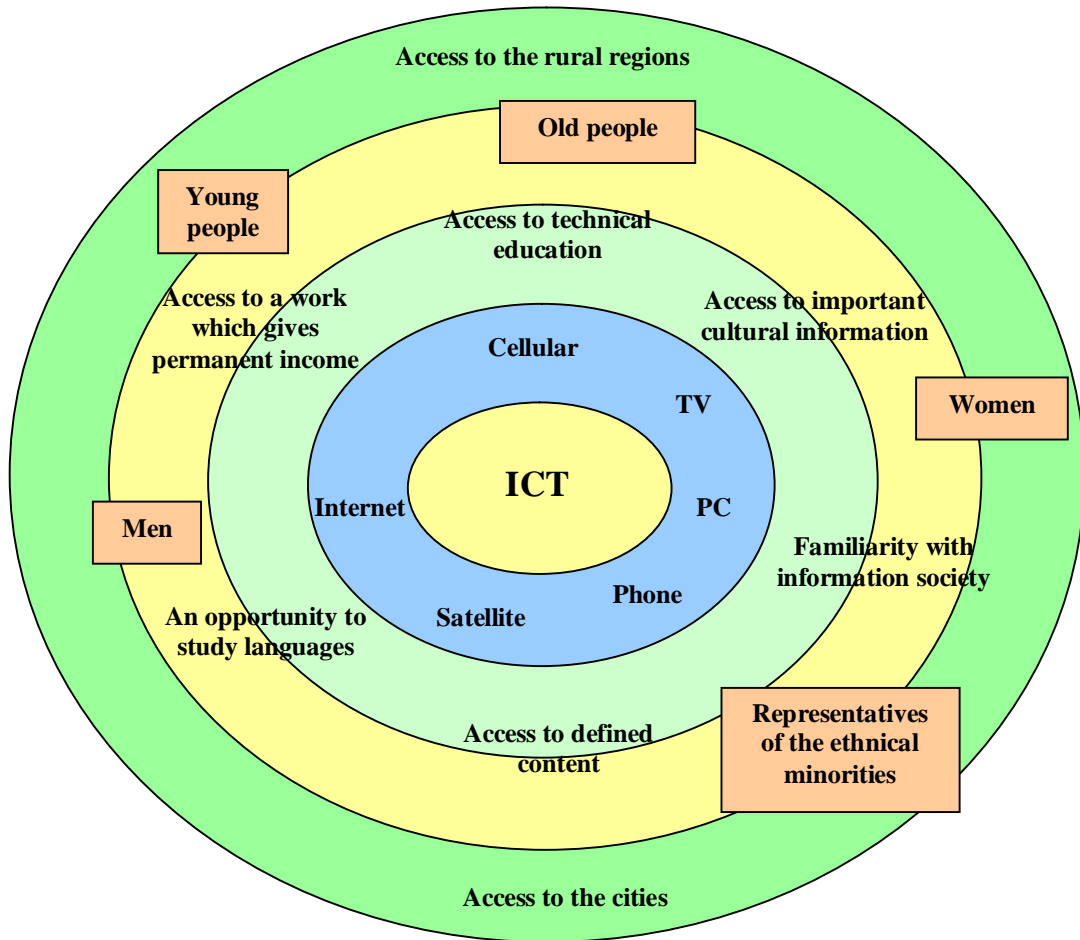 Access to the rural regions
Old people
Young
people
Access to technical
education
Access to a work
which gives
permanent income
Access to important
cultural information
Cellular
TV
Women
ICT
Internet
PC
Men
Familiarity with
information society
Phone
Satellite
An opportunity to
study languages
Representatives
of the ethnical
minorities
Access to defined
content
Access to the cities